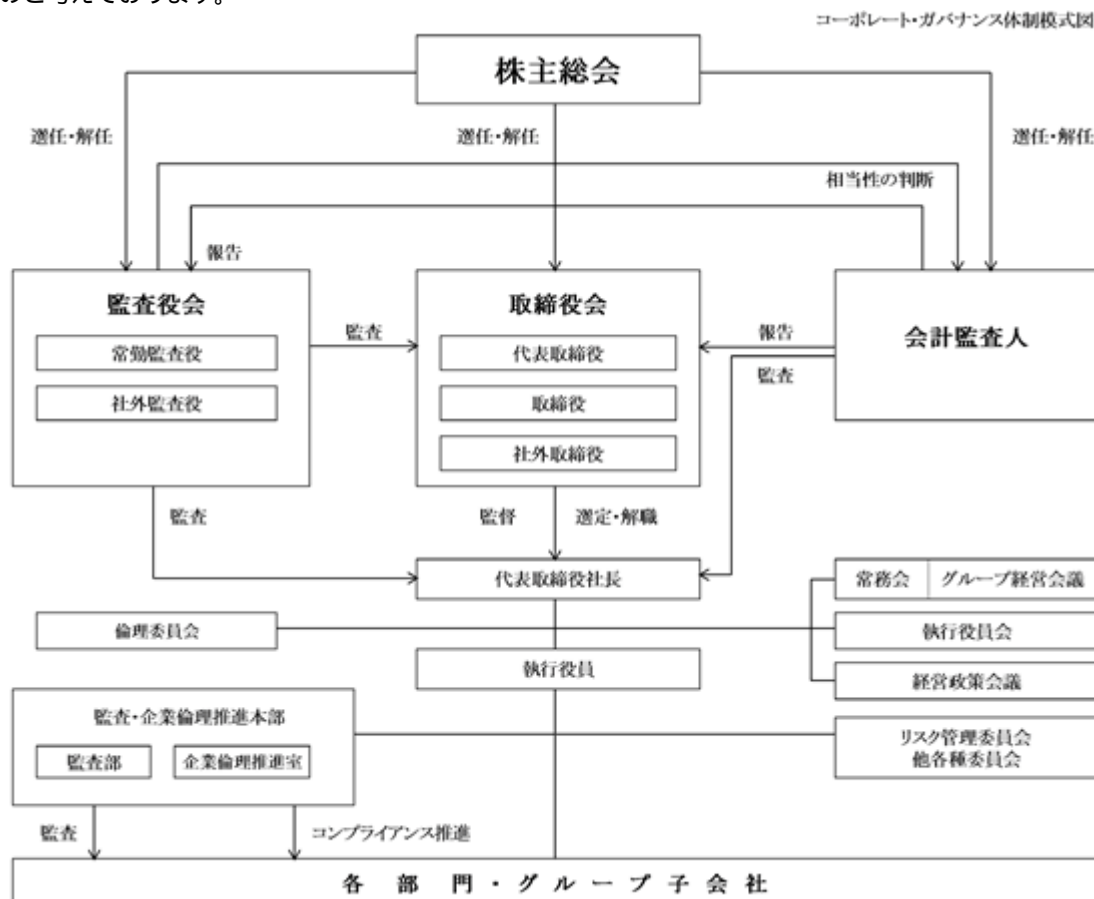 のと考えております。
コーポレート・ガバナンス体制模式図
株主総会
選任・解任
選任・解任
選任・解任
相当性の判断
報告
監査役会
常勤監査役
社外監査役
監査
取締役会
代表取締役
取締役
社外取締役
報告
監査
会計監査人
監査
監督
選定・解職
代表取締役社長
常務会
グループ経営会議
倫理委員会
執行役員会
執行役員
経営政策会議
監査・企業倫理推進本部
監査部
企業倫理推進室
リスク管理委員会
他各種委員会
監査
コンプライアンス推進
各部門・グループ子会社